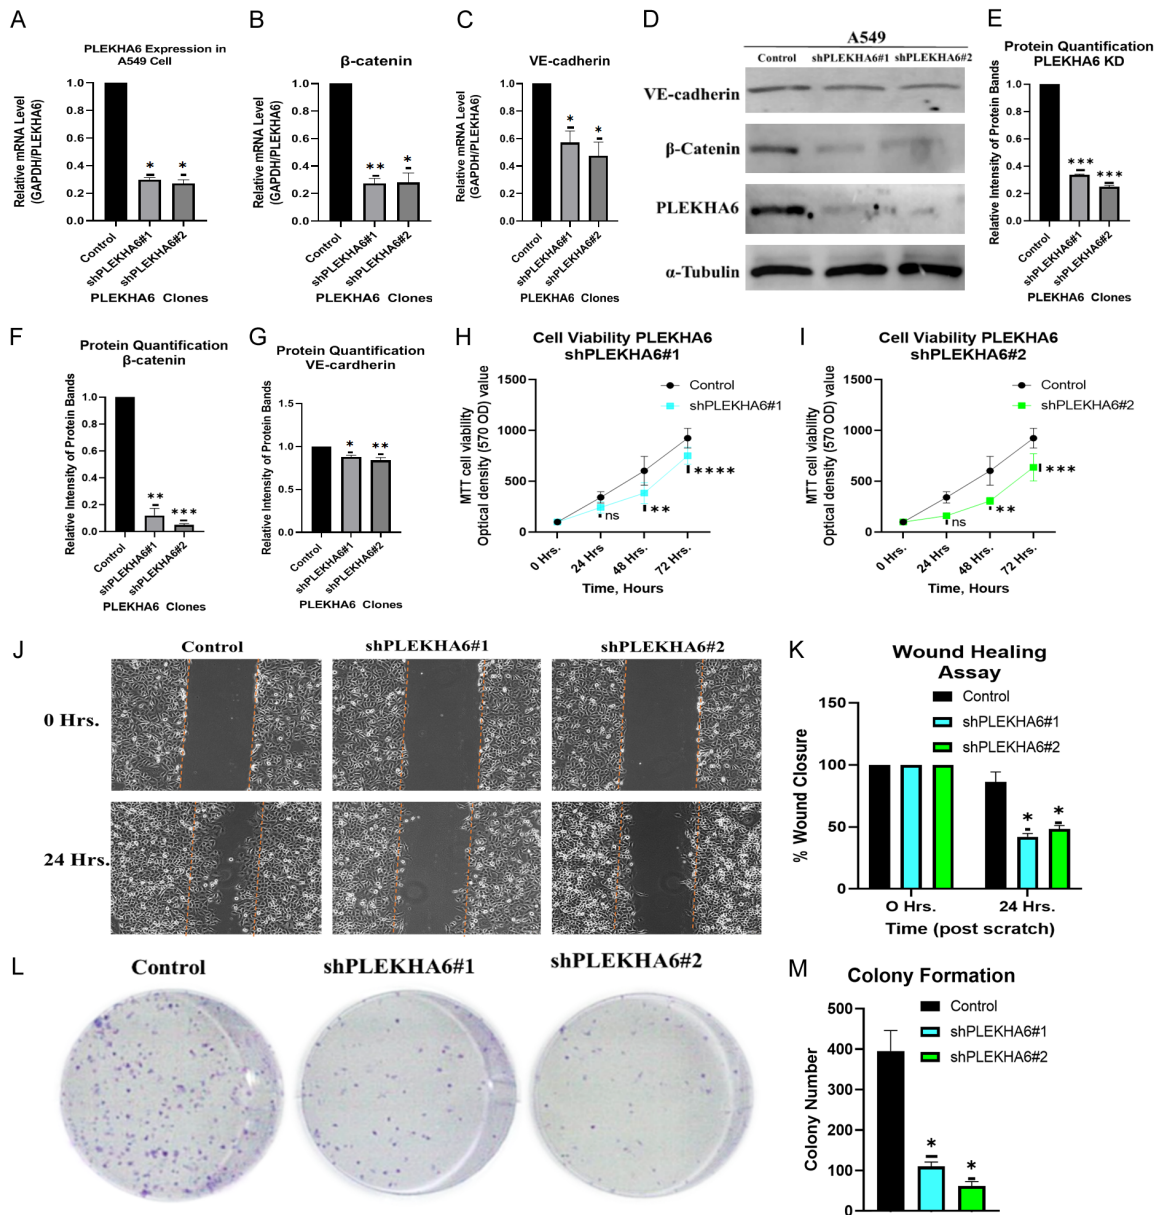 A
PLEKHA6 Expression in
A549 Cell
Relative mRNA Level
(GAPDH/PLEKHA6)
1.0
0.8
0.6
0.4
0.2
0.0
*
*
Control
shPLEKHA6#1
shPLEKHA6#2
PLEKHA6 Clones
B
β-catenin
Relative mRNA Level
(GAPDH/PLEKHA6)
1.0
0.8
0.6
0.4
0.2
0.0
**
*
Control
shPLEKHA6#1
shPLEKHA6#2
PLEKHA6 Clones
C
VE-cadherin
Relative mRNA Level
(GAPDH/PLEKHA6)
1.0
0.8
0.6
0.4
0.2
0.0
*
*
Control
shPLEKHA6#1
shPLEKHA6#2
PLEKHA6 Clones
D
A549
Control shPLEKHA6#1 shPLEKHA6#2
VE-cadherin
β-Catenin
PLEKHA6
α-Tubulin
E
Protein Quantification
PLEKHA6 KD
Relative Intensity of Protein Bands
1.0
0.8
0.6
0.4
0.2
0.0
***
***
Control
shPLEKHA6#1
shPLEKHA6#2
PLEKHA6 Clones
F
Protein Quantification
β-catenin
Relative Intensity of Protein Bands
1.0
0.8
0.6
0.4
0.2
0.0
**
***
Control
shPLEKHA6#1
shPLEKHA6#2
PLEKHA6 Clones
G
Protein Quantification
VE-cardherin
Relative Intensity of Protein Bands
1.5
1.0
0.5
0.0
*
**
Control
shPLEKHA6#1
shPLEKHA6#2
PLEKHA6 Clones
H
Cell Viability PLEKHA6
shPLEKHA6#1
MTT cell viability
Optical density (570 OD) value
1500
1000
500
0
Control
shPLEKHA6#1
ns
**
****
0 Hrs.
24 Hrs
48 Hrs.
72 Hrs.
Time, Hours
I
Cell Viability PLEKHA6
shPLEKHA6#2
MTT cell viability
Optical density (570 OD) value
1500
1000
500
0
Control
shPLEKHA6#2
ns
**
***
0 Hrs.
24 Hrs
48 Hrs.
72 Hrs.
Time, Hours
J
Control shPLEKHA6#1 shPLEKHA6#2
0 Hrs.
24 Hrs.
K
Wound Healing
Assay
Control
shPLEKHA6#1
shPLEKHA6#2
% Wound Closure
150
100
50
0
*
*
O Hrs. 24 Hrs.
Time (post scratch)
L
Control shPLEKHA6#1 shPLEKHA6#2
M
Colony Formation
Control
shPLEKHA6#1
shPLEKHA6#2
Colony Number
500
400
300
200
100
0
*
*